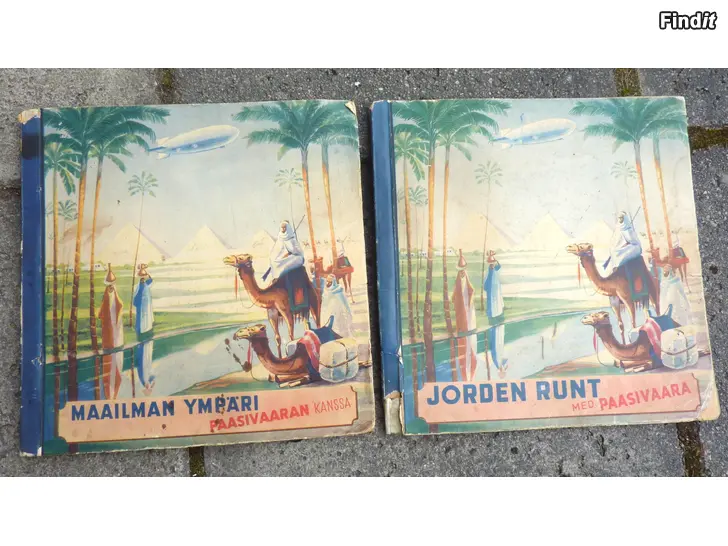 Findit
MAAILMAN YMPÄRI
PAASIVAARAN KANSSA
JORDEN RUNT
MED PAASIVAARA